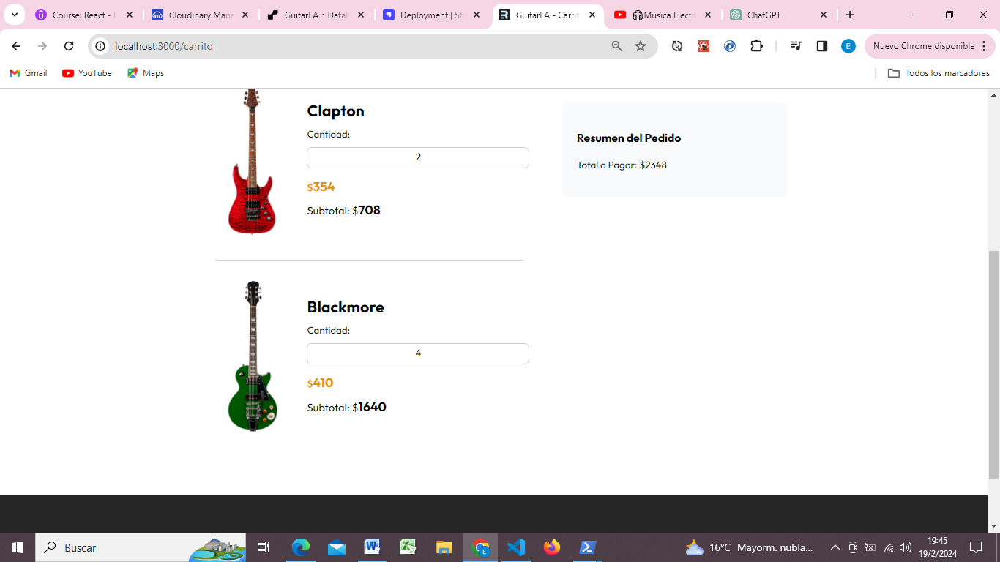 Course: React - L
Cloudinary Mana
GuitarLA · Datab
Deployment | Str
GuitarLA - Carrit
Música Electr
ChatGPT
localhost:3000/carrito
E
Nuevo Chrome disponible
Gmail
YouTube
Maps
Todos los marcadores
Clapton
Cantidad:
2
$354
Subtotal: $708
Resumen del Pedido
Total a Pagar: $2348
Blackmore
Cantidad:
4
$410
Subtotal: $1640
Buscar
16°C Mayorm. nubla...
19:45
19/2/2024